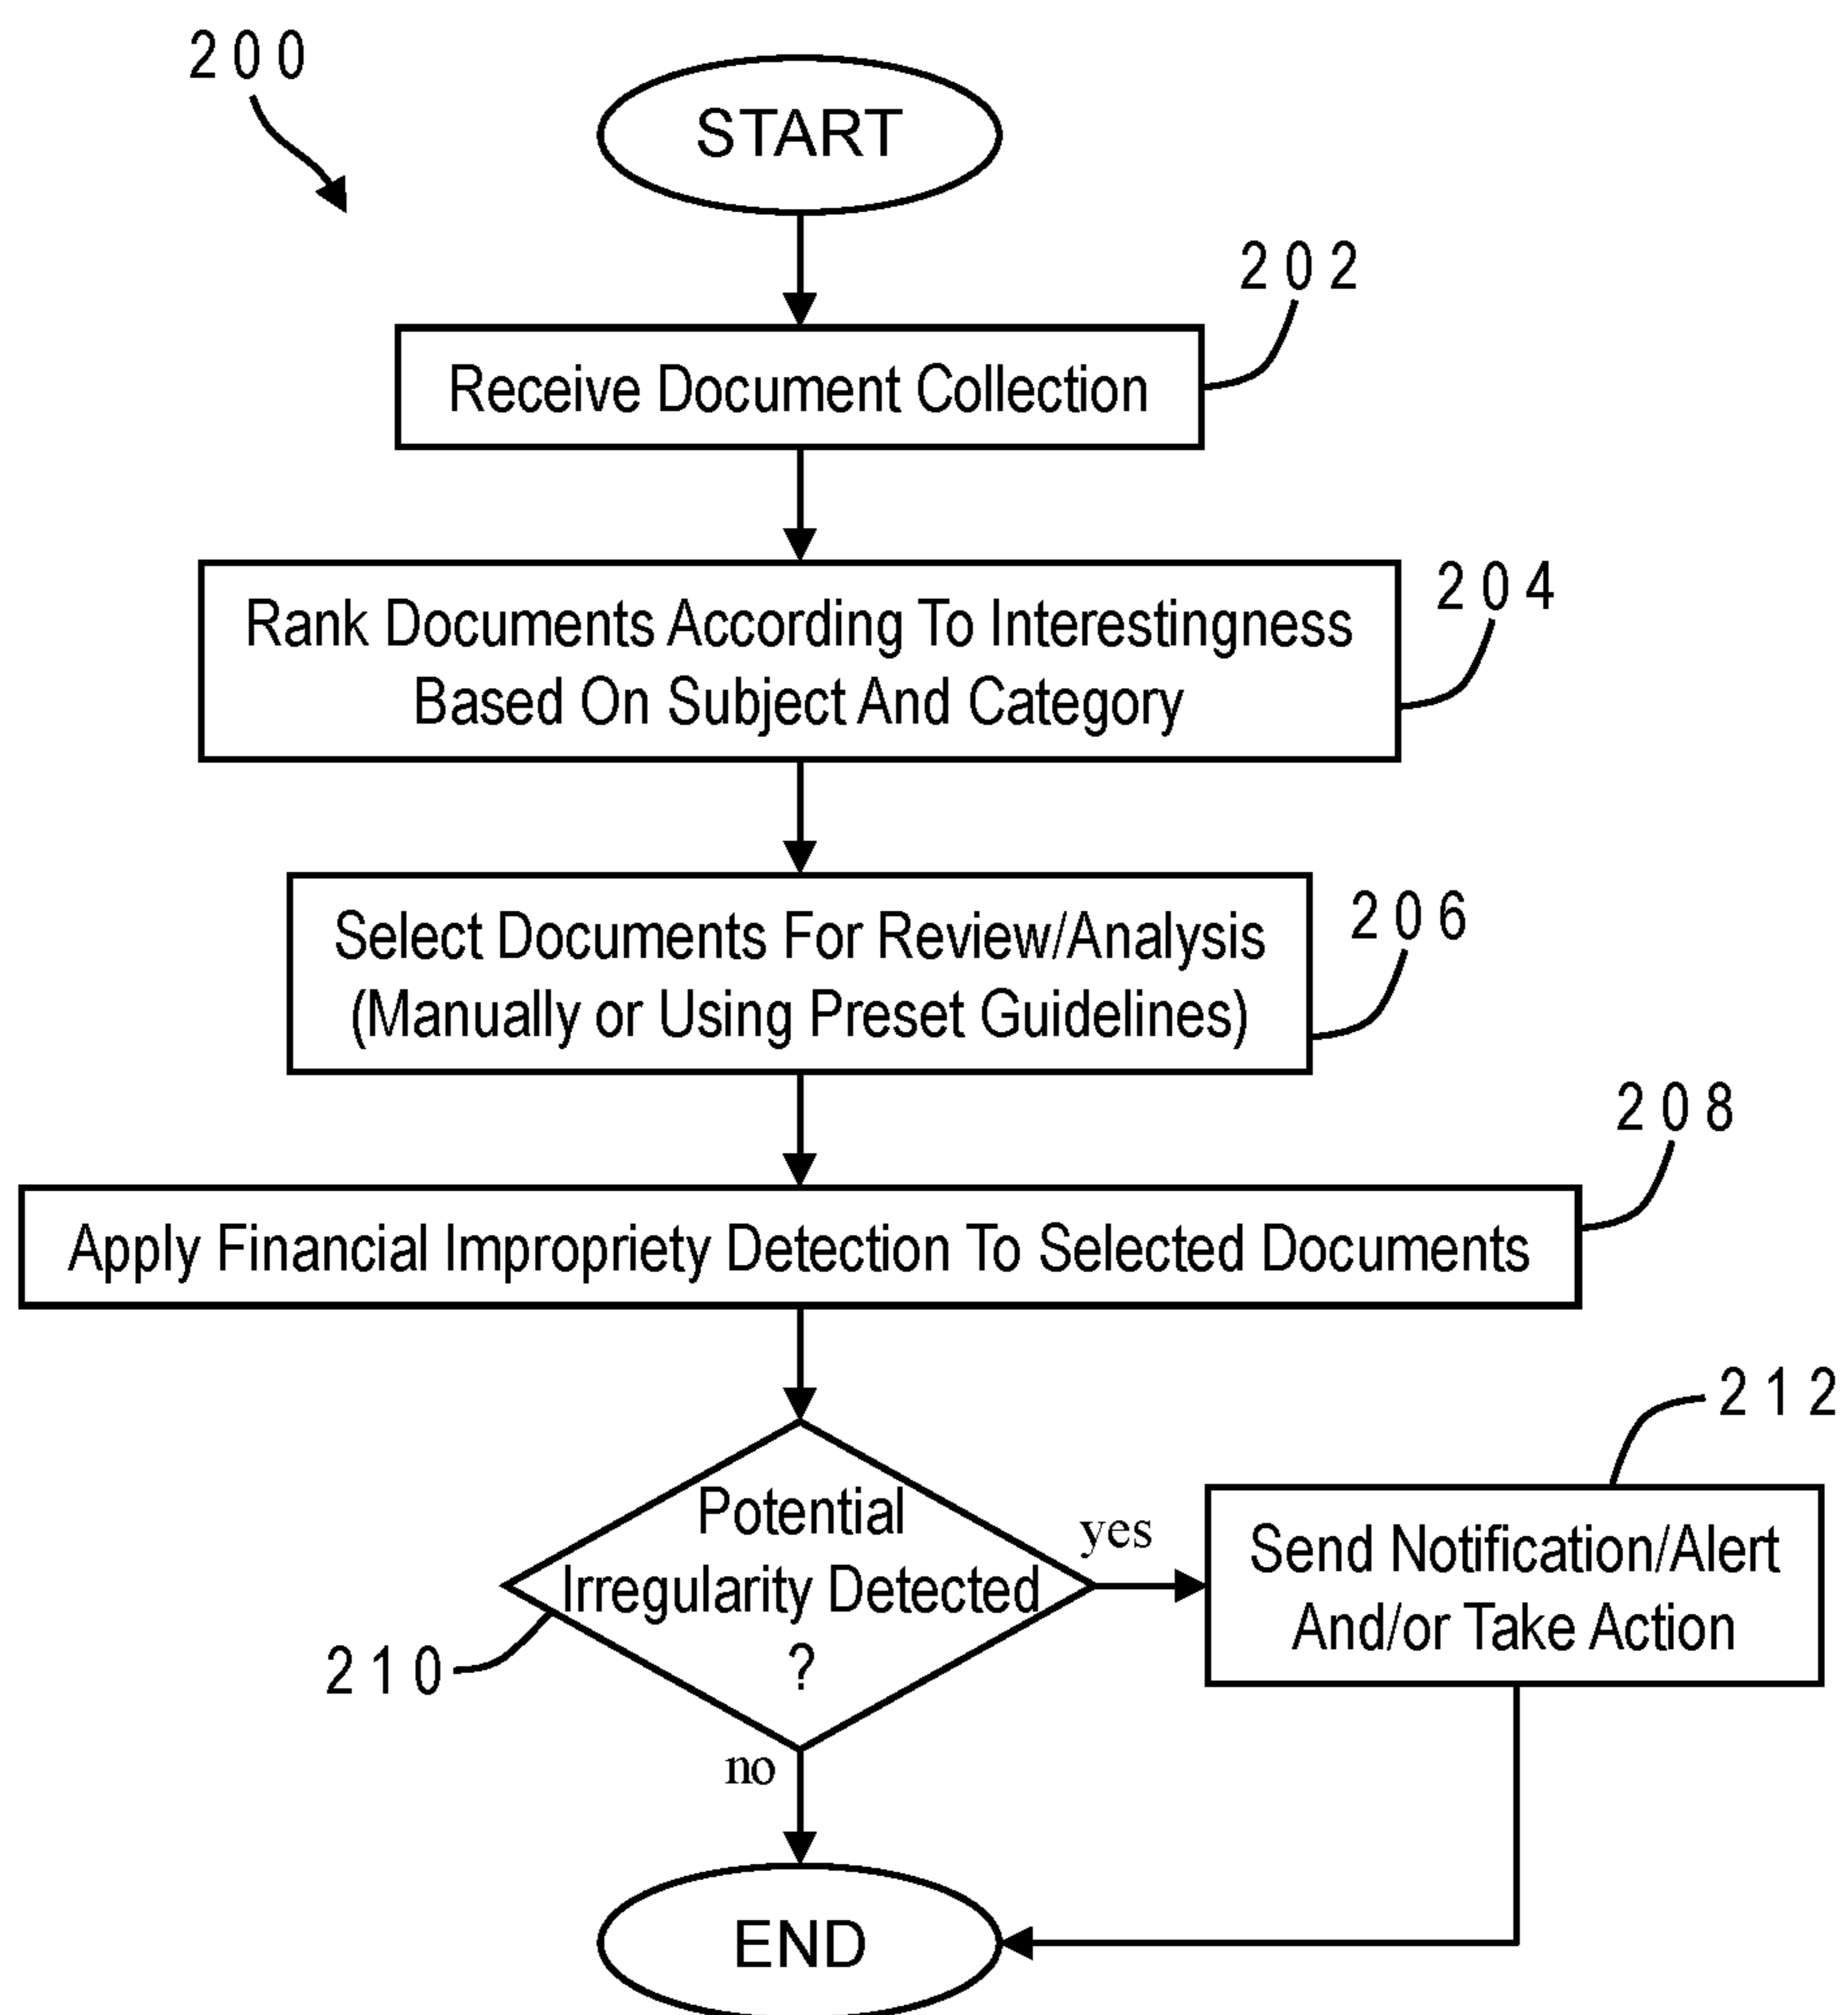 200
START
202
Receive Document Collection
204
Rank Documents According To Interestingness
Based On Subject And Category
206
Select Documents For Review/Analysis
(Manually or Using Preset Guidelines)
208
Apply Financial Impropriety Detection To Selected Documents
212
Potential
Irregularity Detected
?
yes
Send Notification/Alert
And/or Take Action
210
no
END